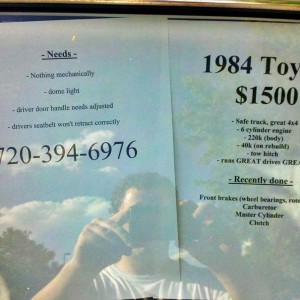 - Needs -
- Nothing mechanically
- dome light
- driver door handle needs adjusted
- drivers seatbelt won't retract correctly
720-394-6976
1984 Toy
$1500
- Safe truck, great 4x4
- 6 cylinder engine
- 220k (body)
- 40k (on rebuild)
- tow hitch
- runs GREAT drives GREA
- Recently done -
Front brakes (wheel bearings, roto
Carburetor
Master Cylinder
Clutch